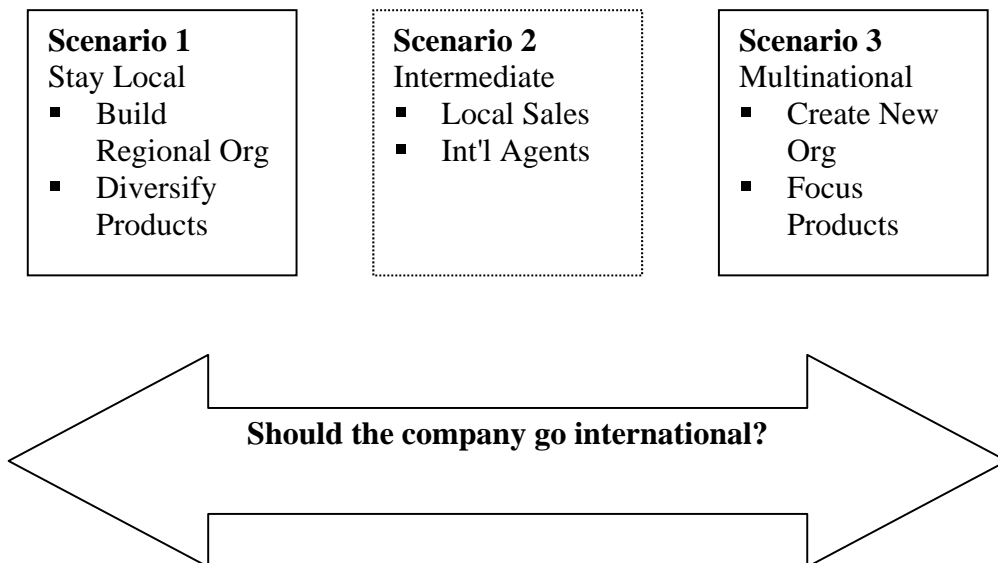 Scenario 1
Stay Local
▪ Build
Regional Org
▪ Diversify
Products
Scenario 2
Intermediate
▪ Local Sales
▪ Int'l Agents
Scenario 3
Multinational
▪ Create New
Org
▪ Focus
Products
Should the company go international?